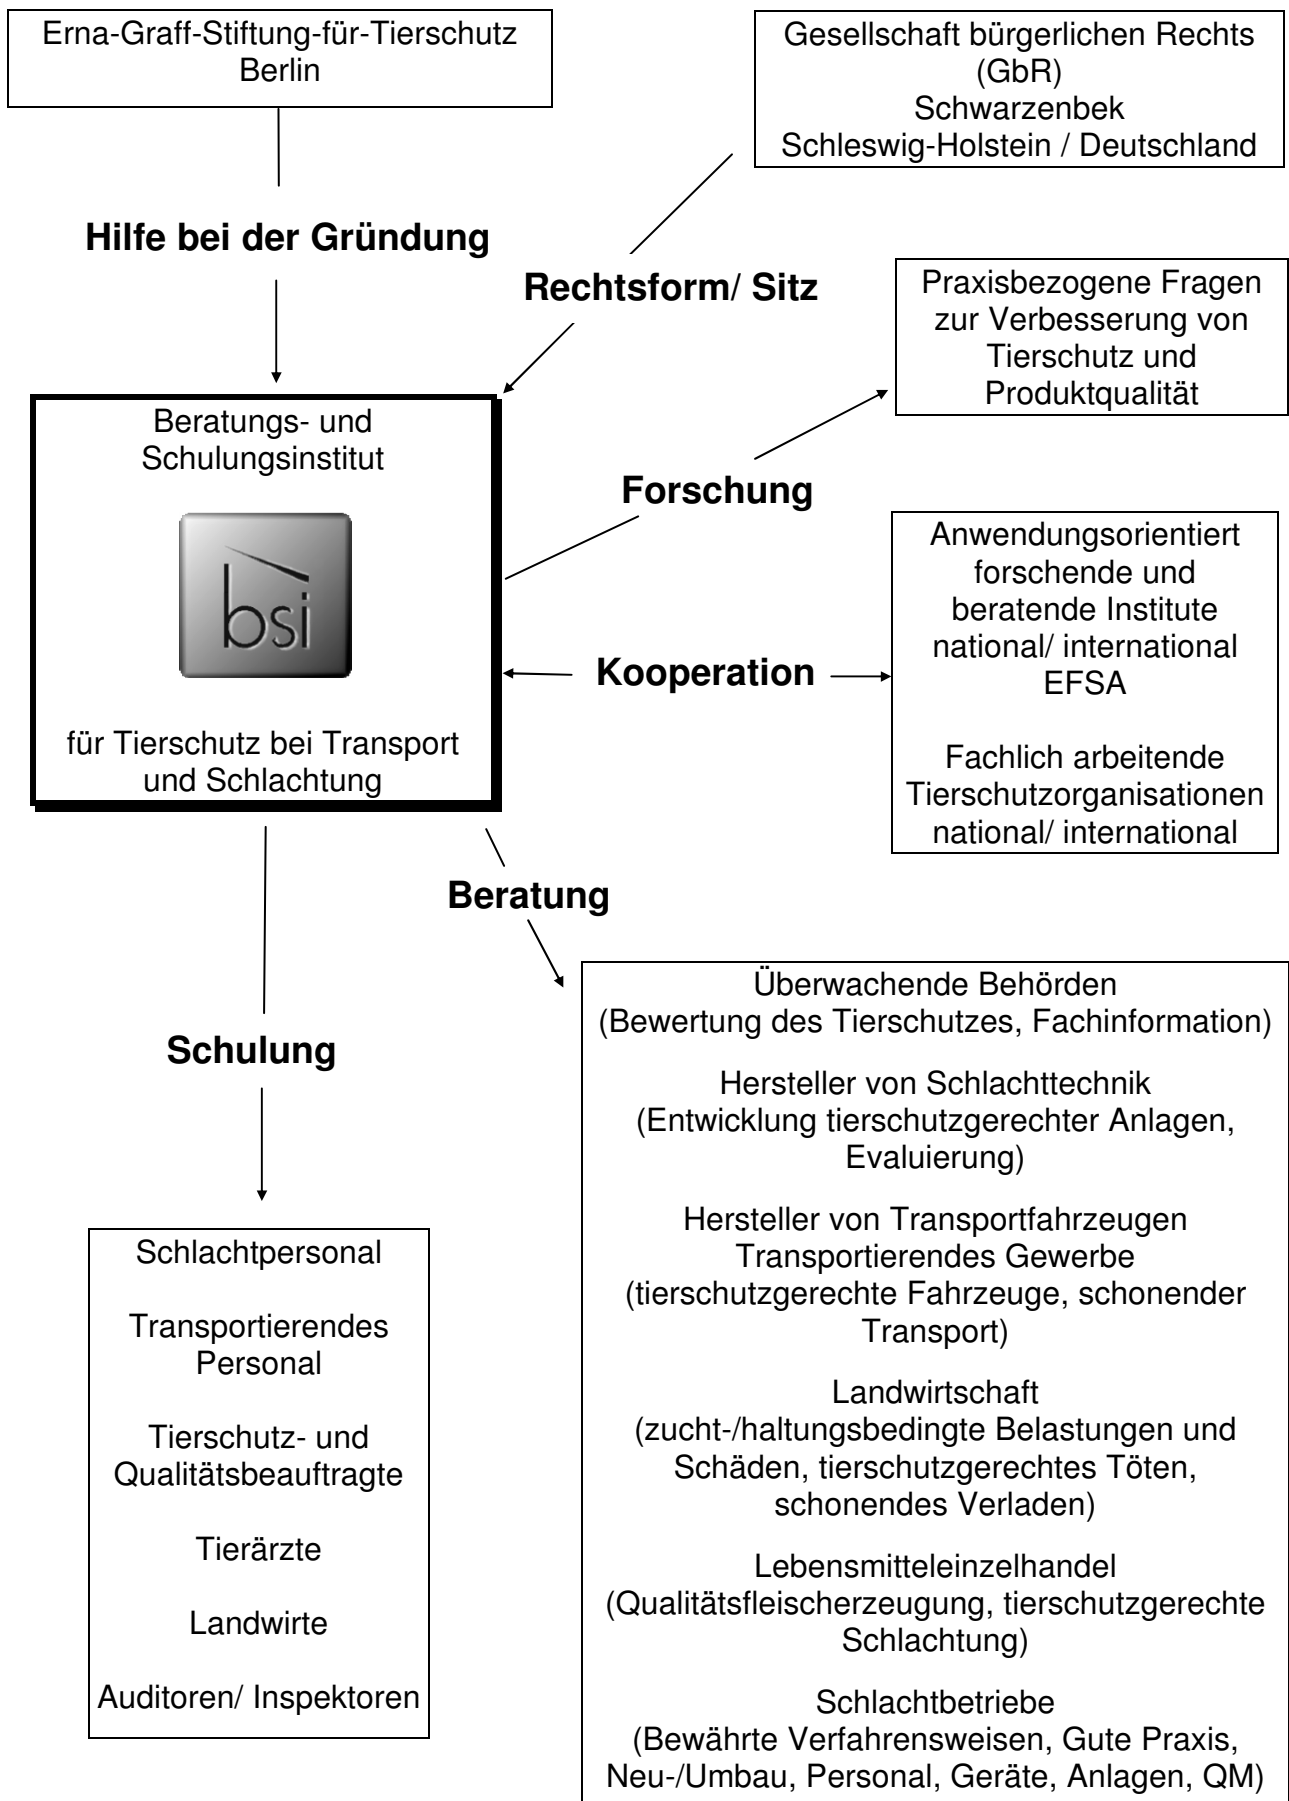 Erna-Graff-Stiftung-für-Tierschutz
Berlin
Gesellschaft bürgerlichen Rechts
(GbR)
Schwarzenbek
Schleswig-Holstein / Deutschland
Hilfe bei der Gründung
Rechtsform/ Sitz
Praxisbezogene Fragen
zur Verbesserung von
Tierschutz und
Produktqualität
Beratungs- und
Schulungsinstitut
bsi
für Tierschutz bei Transport
und Schlachtung
Forschung
Kooperation
Anwendungsorientiert
forschende und
beratende Institute
national/ international
EFSA
Fachlich arbeitende
Tierschutzorganisationen
national/ international
Beratung
Schulung
Schlachtpersonal
Transportierendes
Personal
Tierschutz- und
Qualitätsbeauftragte
Tierärzte
Landwirte
Auditoren/ Inspektoren
Überwachende Behörden
(Bewertung des Tierschutzes, Fachinformation)
Hersteller von Schlachttechnik
(Entwicklung tierschutzgerechter Anlagen,
Evaluierung)
Hersteller von Transportfahrzeugen
Transportierendes Gewerbe
(tierschutzgerechte Fahrzeuge, schonender
Transport)
Landwirtschaft
(zucht-/haltungsbedingte Belastungen und
Schäden, tierschutzgerechtes Töten,
schonendes Verladen)
Lebensmitteleinzelhandel
(Qualitätsfleischerzeugung, tierschutzgerechte
Schlachtung)
Schlachtbetriebe
(Bewährte Verfahrensweisen, Gute Praxis,
Neu-/Umbau, Personal, Geräte, Anlagen, QM)